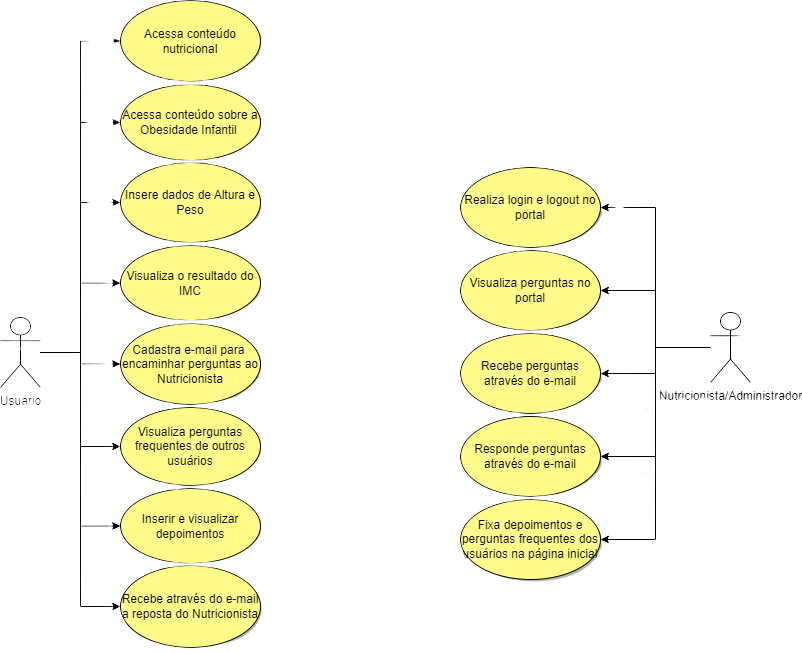 Acessa conteúdo
nutricional
Acessa conteúdo sobre a
Obesidade Infantil
Insere dados de Altura e
Peso
Visualiza o resultado do
IMC
Cadastra e-mail para
encaminhar perguntas ao
Nutricionista
Visualiza perguntas
frequentes de outros
usuários
Inserir e visualizar
depoimentos
Recebe através do e-mail
a reposta do Nutricionista
Usuário
Realiza login e logout no
portal
Visualiza perguntas no
portal
Recebe perguntas
através do e-mail
Responde perguntas
através do e-mail
Fixa depoimentos e
perguntas frequentes dos
usuários na página inicial
Nutricionista/Administrador